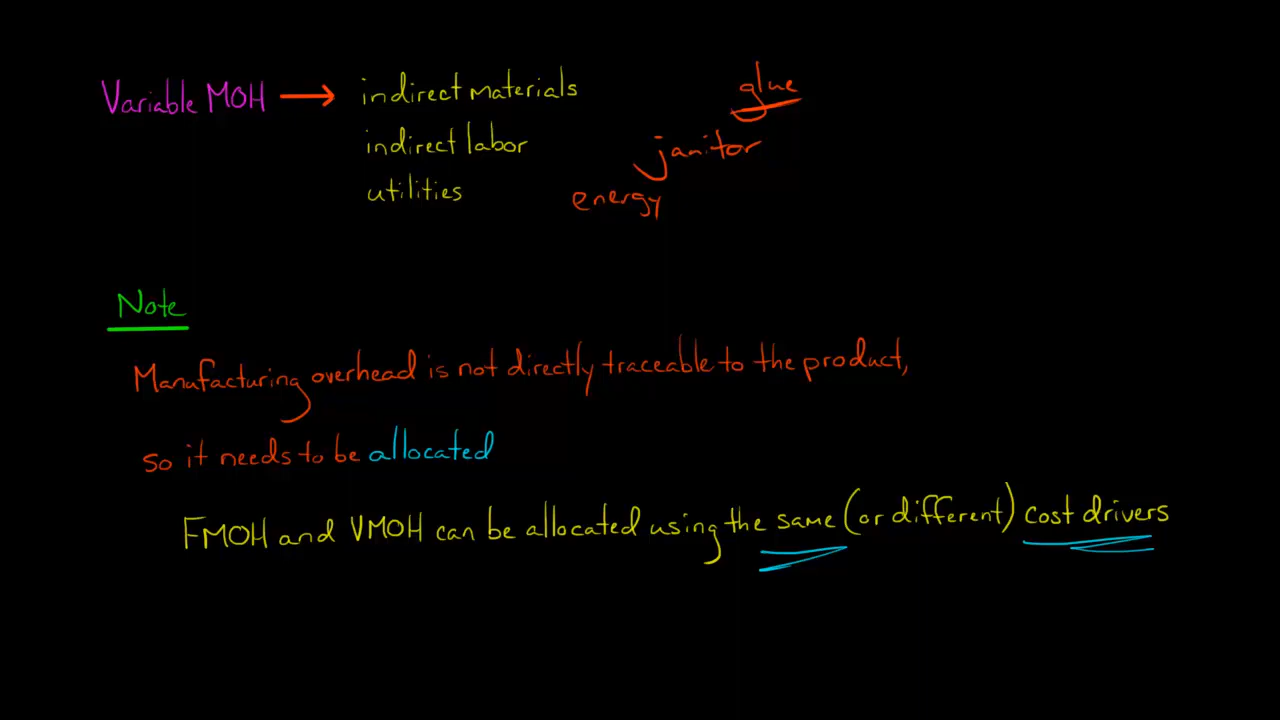 Variable MOH → indirect materials glue
indirect labor janitor
utilities energy
Note
Manufacturing overhead is not directly traceable to the product,
so it needs to be allocated
FMOH and VMOH can be allocated using the same (or different) cost drivers